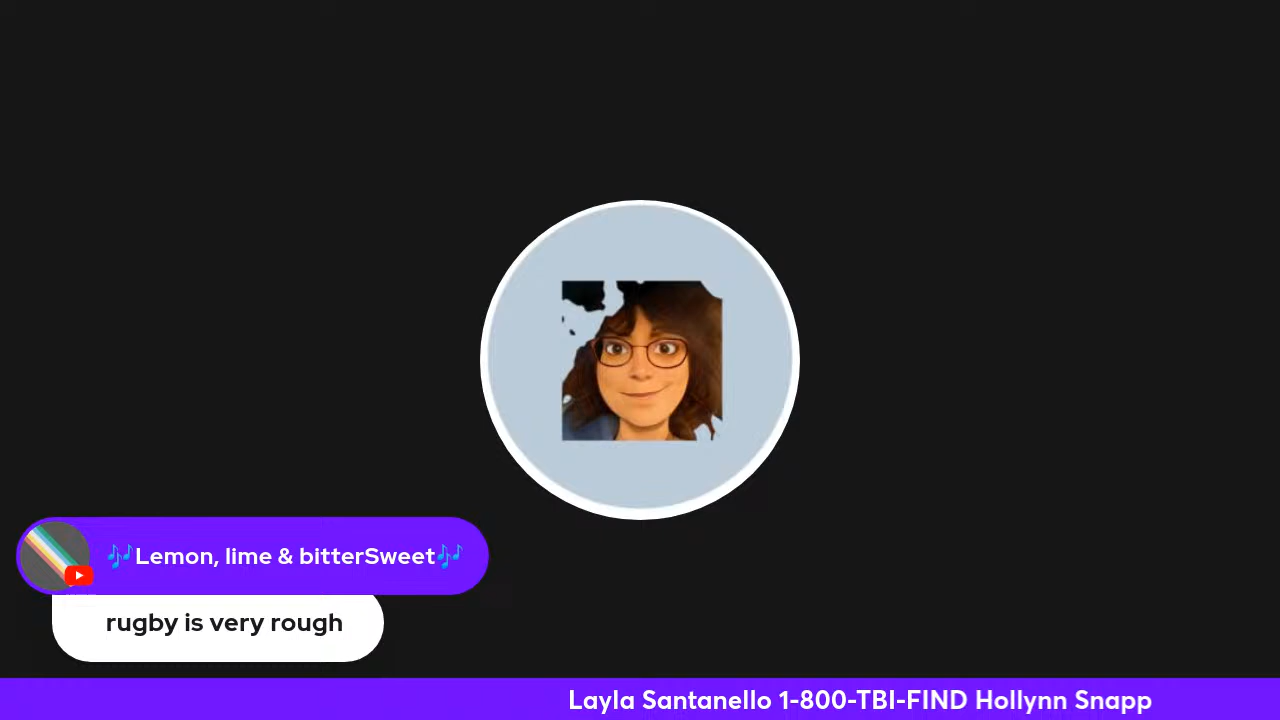 🎶Lemon, lime & bitterSweet🎶
rugby is very rough
Layla Santanello 1-800-TBI-FIND Hollynn Snapp